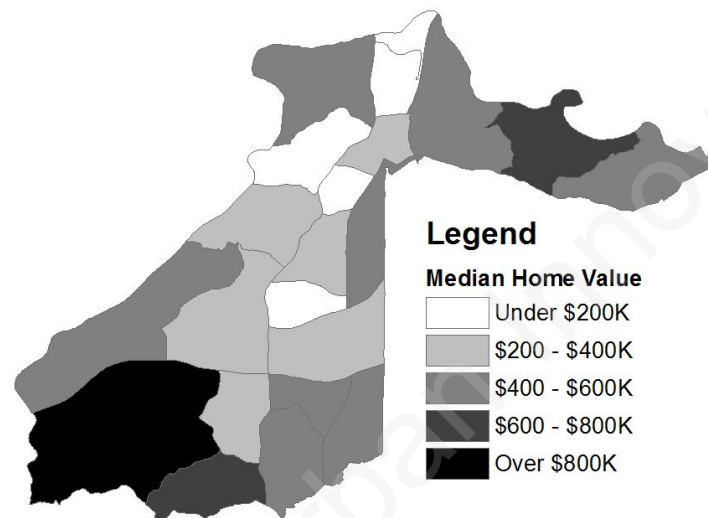 Legend
Median Home Value
Under $200K
$200 - $400K
$400 - $600K
$600 - $800K
Over $800K